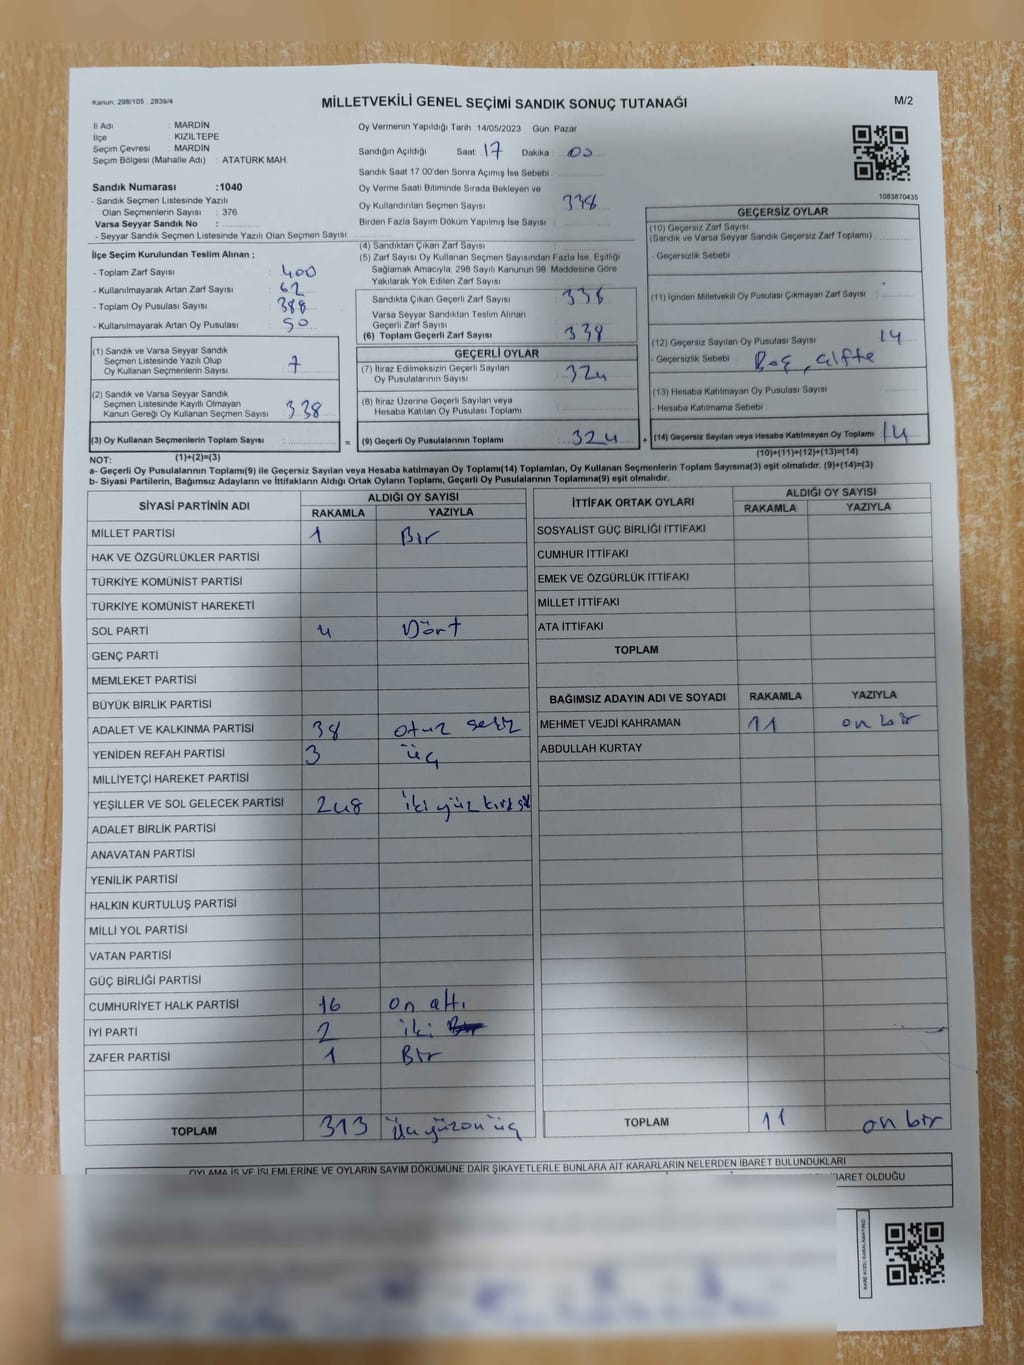 Kanun: 298/105 . 2839/4
MİLLETVEKİLİ GENEL SEÇİMİ SANDIK SONUÇ TUTANAĞI
M/2
İl Adı : MARDİN
İlçe : KIZILTEPE
Seçim Çevresi : MARDİN
Seçim Bölgesi (Mahalle Adı) : ATATÜRK MAH.
Sandık Numarası :1040
- Sandık Seçmen Listesinde Yazılı
Olan Seçmenlerin Sayısı : 376
Varsa Seyyar Sandık No :
- Seyyar Sandık Seçmen Listesinde Yazılı Olan Seçmen Sayısı:
Oy Vermenin Yapıldığı Tarih 14/05/2023 Gün: Pazar
Sandığın Açıldığı Saat: 17 Dakika : 00
Sandık Saat 17.00'den Sonra Açımış İse Sebebi :
Oy Verme Saati Bitiminde Sırada Bekleyen ve
Oy Kullandırılan Seçmen Sayısı : 338
Birden Fazla Sayım Döküm Yapılmış İse Sayısı :
1083870435
İlçe Seçim Kurulundan Teslim Alınan ;
- Toplam Zarf Sayısı : 400
- Kullanılmayarak Artan Zarf Sayısı : 62
- Toplam Oy Pusulası Sayısı : 388
- Kullanılmayarak Artan Oy Pusulası : 50
(1) Sandık ve Varsa Seyyar Sandık
Seçmen Listesinde Yazılı Olup
Oy Kullanan Seçmenlerin Sayısı : 7
(2) Sandık ve Varsa Seyyar Sandık
Seçmen Listesinde Kayıtlı Olmayan
Kanun Gereği Oy Kullanan Seçmen Sayısı : 338
(3) Oy Kullanan Seçmenlerin Toplam Sayısı :
(4) Sandıktan Çıkan Zarf Sayısı :
(5) Zarf Sayısı Oy Kullanan Seçmen Sayısından Fazla İse, Eşitliği
Sağlamak Amacıyla, 298 Sayılı Kanunun 98. Maddesine Göre
Yakılarak Yok Edilen Zarf Sayısı :
Sandıkta Çıkan Geçerli Zarf Sayısı : 338
Varsa Seyyar Sandıktan Teslim Alınan
Geçerli Zarf Sayısı :
(6) Toplam Geçerli Zarf Sayısı : 338
GEÇERLİ OYLAR
(7) İtiraz Edilmeksizin Geçerli Sayılan
Oy Pusulalarının Sayısı : 324
(8) İtiraz Üzerine Geçerli Sayılan veya
Hesaba Katılan Oy Pusulası Toplamı :
= (9) Geçerli Oy Pusulalarının Toplamı : 324
GEÇERSİZ OYLAR
(10) Geçersiz Zarf Sayısı
(Sandık ve Varsa Seyyar Sandık Geçersiz Zarf Toplamı) :
- Geçersizlik Sebebi :
(11) İçinden Milletvekili Oy Pusulası Çıkmayan Zarf Sayısı :
(12) Geçersiz Sayılan Oy Pusulası Sayısı : 14
- Geçersizlik Sebebi : Boş, çifte
(13) Hesaba Katılmayan Oy Pusulası Sayısı :
- Hesaba Katılmama Sebebi :
+ (14) Geçersiz Sayılan veya Hesaba Katılmayan Oy Toplamı : 14
NOT: (1)+(2)=(3)
(10)+(11)+(12)+(13)=(14)
a- Geçerli Oy Pusulalarının Toplamı(9) ile Geçersiz Sayılan veya Hesaba katılmayan Oy Toplamı(14) Toplamları, Oy Kullanan Seçmenlerin Toplam Sayısına(3) eşit olmalıdır. (9)+(14)=(3)
b- Siyasi Partilerin, Bağımsız Adayların ve İttifakların Aldığı Ortak Oyların Toplamı, Geçerli Oy Pusulalarının Toplamına(9) eşit olmalıdır.
SİYASİ PARTİNİN ADI ALDIĞI OY SAYISI
RAKAMLA YAZIYLA
MİLLET PARTİSİ 1 Bir
HAK VE ÖZGÜRLÜKLER PARTİSİ
TÜRKİYE KOMÜNİST PARTİSİ
TÜRKİYE KOMÜNİST HAREKETİ
SOL PARTİ 4 Dört
GENÇ PARTİ
MEMLEKET PARTİSİ
BÜYÜK BİRLİK PARTİSİ
ADALET VE KALKINMA PARTİSİ 38 otuz sekiz
YENİDEN REFAH PARTİSİ 3 üç
MİLLİYETÇİ HAREKET PARTİSİ
YEŞİLLER VE SOL GELECEK PARTİSİ 248 iki yüz kırk
ADALET BİRLİK PARTİSİ
ANAVATAN PARTİSİ
YENİLİK PARTİSİ
HALKIN KURTULUŞ PARTİSİ
MİLLİ YOL PARTİSİ
VATAN PARTİSİ
GÜÇ BİRLİĞİ PARTİSİ
CUMHURİYET HALK PARTİSİ 16 on altı
İYİ PARTİ 2 iki
ZAFER PARTİSİ 1 Bir
TOPLAM 313 üçyüzon üç
İTTİFAK ORTAK OYLARI ALDIĞI OY SAYISI
RAKAMLA YAZIYLA
SOSYALİST GÜÇ BİRLİĞİ İTTİFAKI
CUMHUR İTTİFAKI
EMEK VE ÖZGÜRLÜK İTTİFAKI
MİLLET İTTİFAKI
ATA İTTİFAKI
TOPLAM
BAĞIMSIZ ADAYIN ADI VE SOYADI RAKAMLA YAZIYLA
MEHMET VEJDİ KAHRAMAN 11 on bir
ABDULLAH KURTAY
TOPLAM 11 on bir
OYLAMA İŞ VE İŞLEMLERİNE VE OYLARIN SAYIM DÖKÜMÜNE DAİR ŞİKAYETLERLE BUNLARA AİT KARARLARIN NELERDEN İBARET BULUNDUKLARI
İBARET OLDUĞU
KARE KODU KARALAMAYINIZ